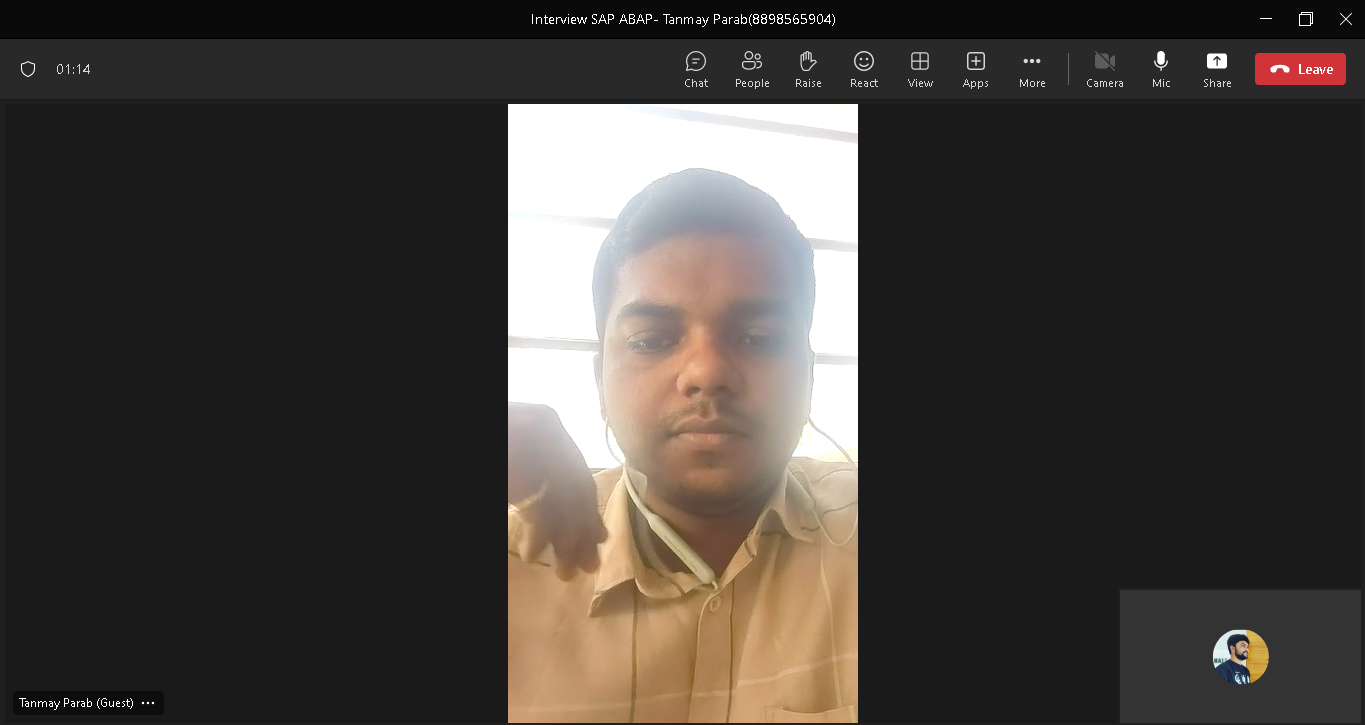 Interview SAP ABAP- Tanmay Parab(8898565904)
01:14
Chat
People
Raise
React
View
Apps
More
Camera
Mic
Share
Leave
Tanmay Parab (Guest)